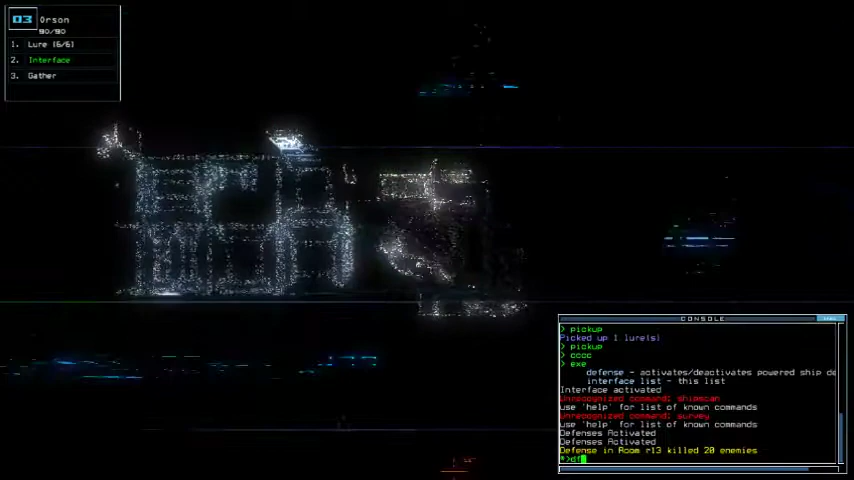 03 Orson
90/90
1. Lure (6/6)
2. Interface
3. Gather
CONSOLE
> pickup
Picked up 1 lure(s)
> pickup
> cccc
> exe
defense - activates/deactivates powered ship de
interface list - this list
Interface activated
Unrecognized command: shipscan
use 'help' for list of known commands
Unrecognized command: survey
use 'help' for list of known commands
Defenses Activated
Defenses Activated
Defense in Room r13 killed 20 enemies
>df